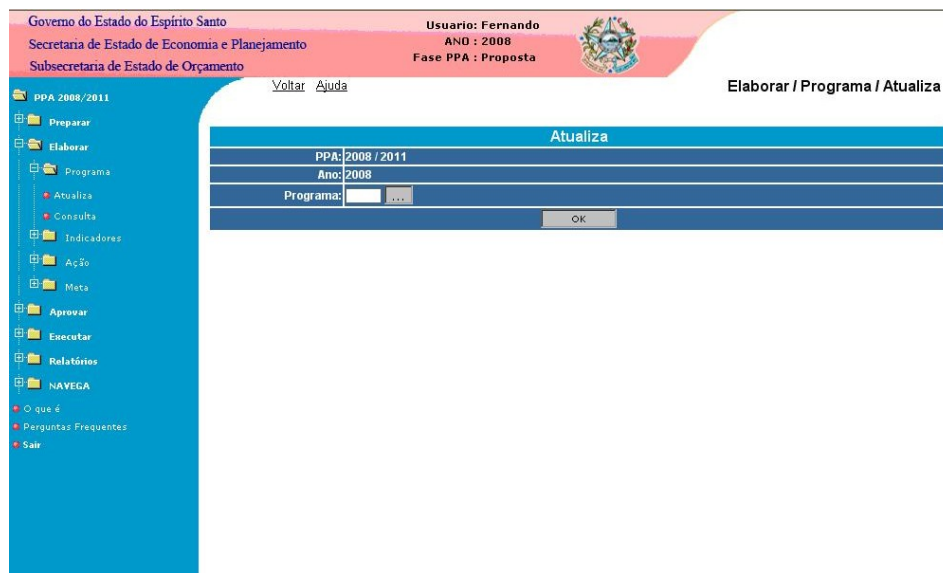 Governo do Estado do Espírito Santo
Secretaria de Estado de Economia e Planejamento
Subsecretaria de Estado de Orçamento
Usuario: Fernando
ANO : 2008
Fase PPA : Proposta
Voltar Ajuda
Elaborar / Programa / Atualiza
PPA 2008/2011
Preparar
Elaborar
Programa
Atualiza
Consulta
Indicadores
Ação
Meta
Aprovar
Executar
Relatórios
NAVEGA
O que é
Perguntas Frequentes
Sair
Atualiza
PPA: 2008 / 2011
Ano: 2008
Programa: ...
OK